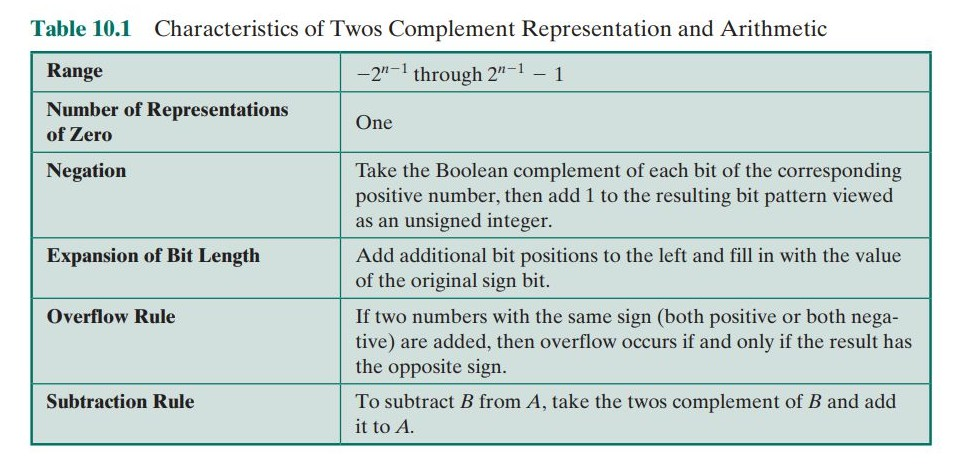 Table 10.1 Characteristics of Twos Complement Representation and Arithmetic
Range
−2ⁿ⁻¹ through 2ⁿ⁻¹ − 1
Number of Representations
of Zero
One
Negation
Take the Boolean complement of each bit of the corresponding
positive number, then add 1 to the resulting bit pattern viewed
as an unsigned integer.
Expansion of Bit Length
Add additional bit positions to the left and fill in with the value
of the original sign bit.
Overflow Rule
If two numbers with the same sign (both positive or both nega-
tive) are added, then overflow occurs if and only if the result has
the opposite sign.
Subtraction Rule
To subtract B from A, take the twos complement of B and add
it to A.